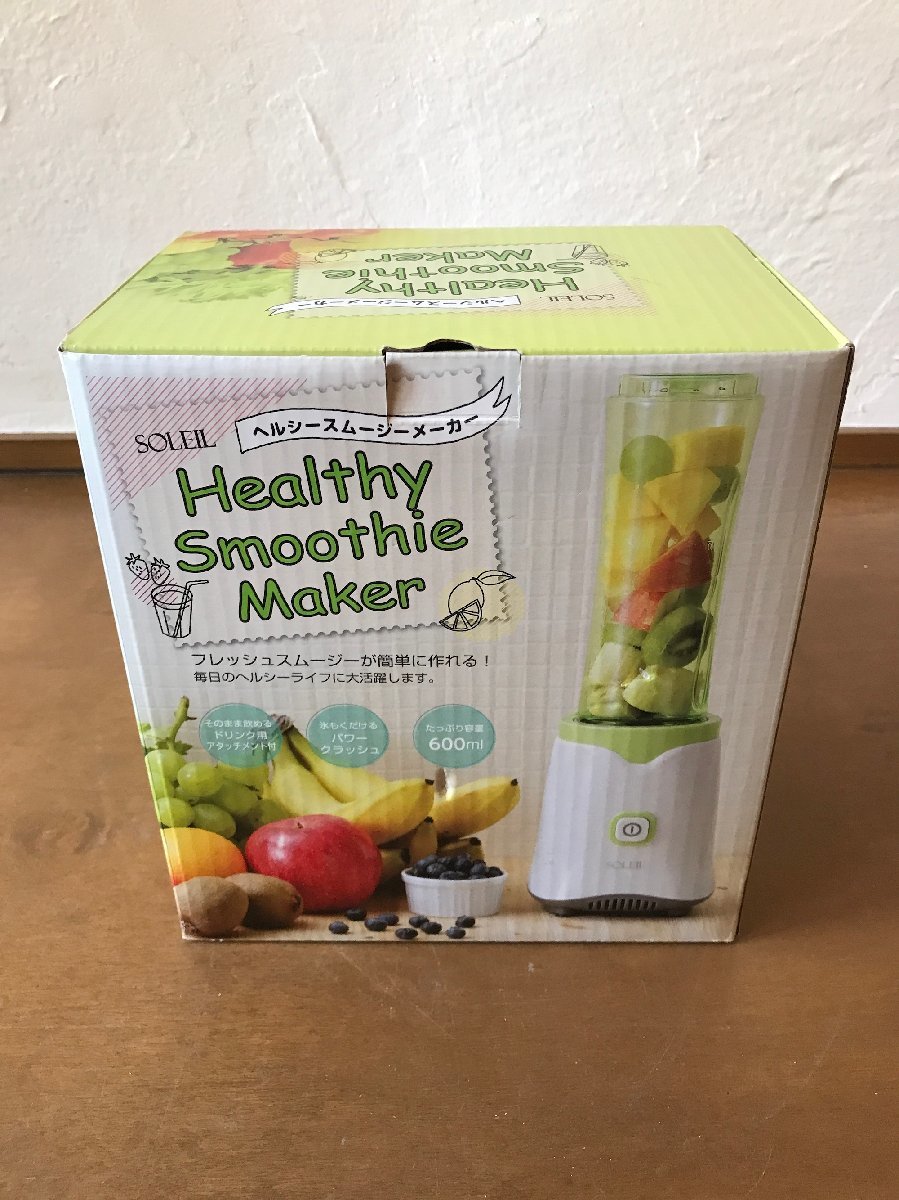 Healthy
Smoothie
Maker
ヘルシースムージーメーカー
SOLEIL
SOLEIL
ヘルシースムージーメーカー
Healthy
Smoothie
Maker
フレッシュスムージーが簡単に作れる！
毎日のヘルシーライフに大活躍します。
そのまま飲める
ドリンク用
アタッチメント付
氷もくだける
パワー
クラッシュ
たっぷり容量
600ml
SOLEIL